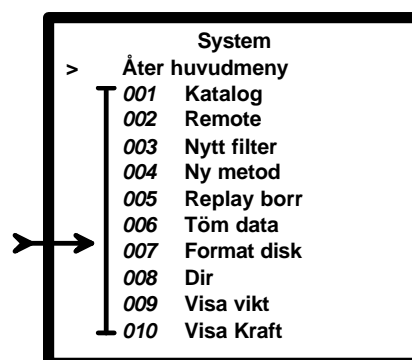 System
> Åter huvudmeny
001 Katalog
002 Remote
003 Nytt filter
004 Ny metod
005 Replay borr
006 Töm data
007 Format disk
008 Dir
009 Visa vikt
010 Visa Kraft